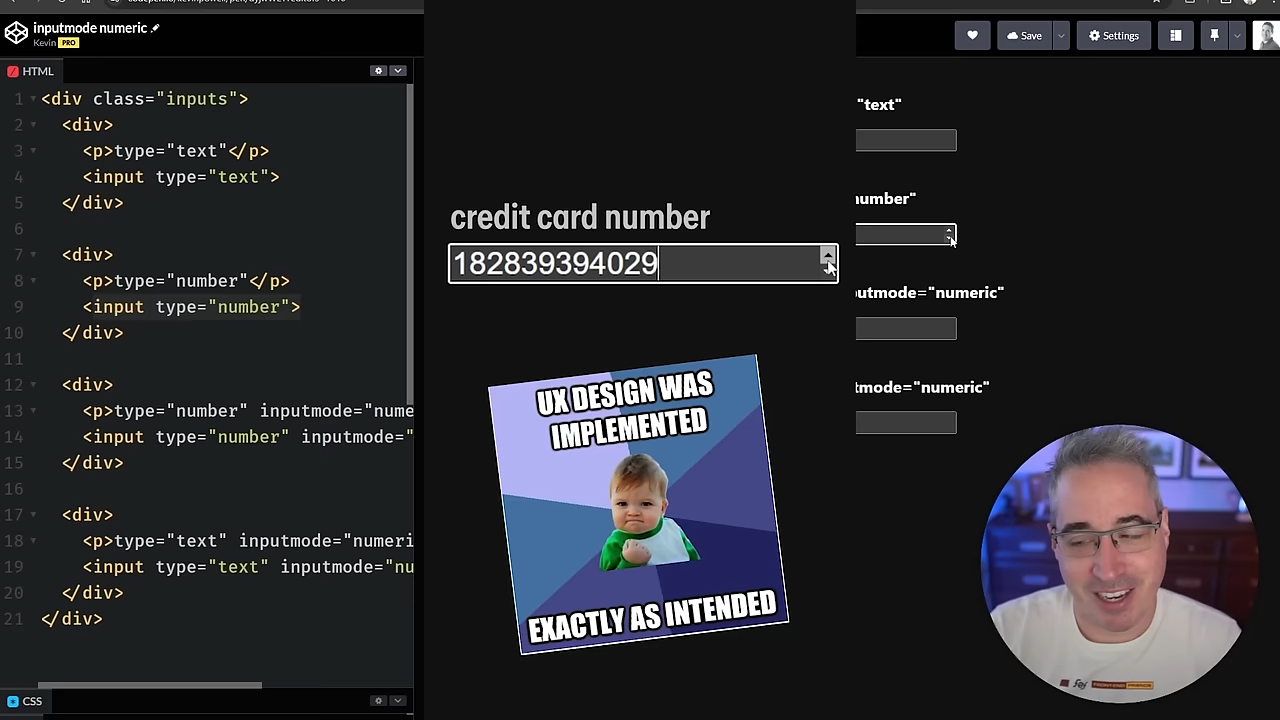 inputmode numeric
Kevin PRO
Save
Settings
HTML
1 <div class="inputs">
2 <div>
3 <p>type="text"</p>
4 <input type="text">
5 </div>
6
7 <div>
8 <p>type="number"</p>
9 <input type="number">
10 </div>
11
12 <div>
13 <p>type="number" inputmode="nume
14 <input type="number" inputmode="
15 </div>
16
17 <div>
18 <p>type="text" inputmode="numeri
19 <input type="text" inputmode="nu
20 </div>
21 </div>
CSS
credit card number
182839394029
UX DESIGN WAS
IMPLEMENTED
EXACTLY AS INTENDED
"text"
number"
utmode="numeric"
tmode="numeric"